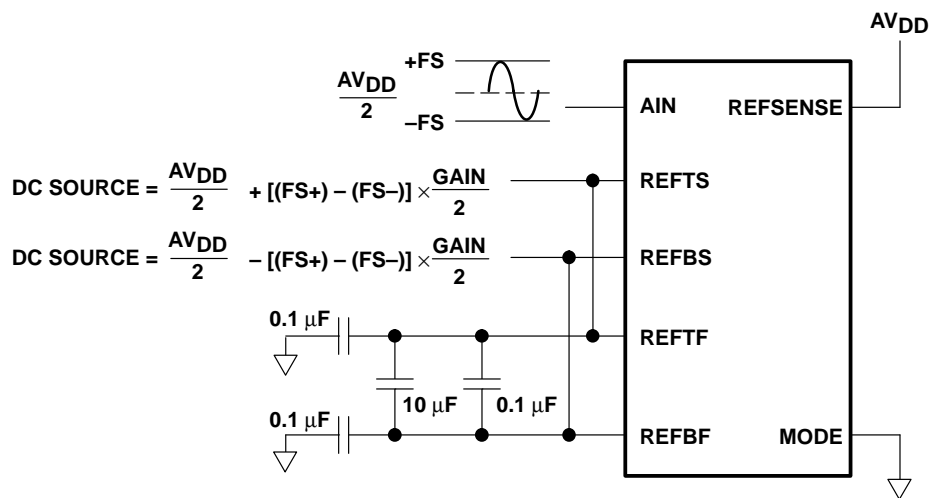 AVDD
+FS
AVDD
2
–FS
AIN
REFSENSE
DC SOURCE = AVDD/2 + [(FS+) – (FS–)] × GAIN/2
REFTS
DC SOURCE = AVDD/2 – [(FS+) – (FS–)] × GAIN/2
REFBS
0.1 μF
REFTF
10 μF
0.1 μF
0.1 μF
REFBF
MODE